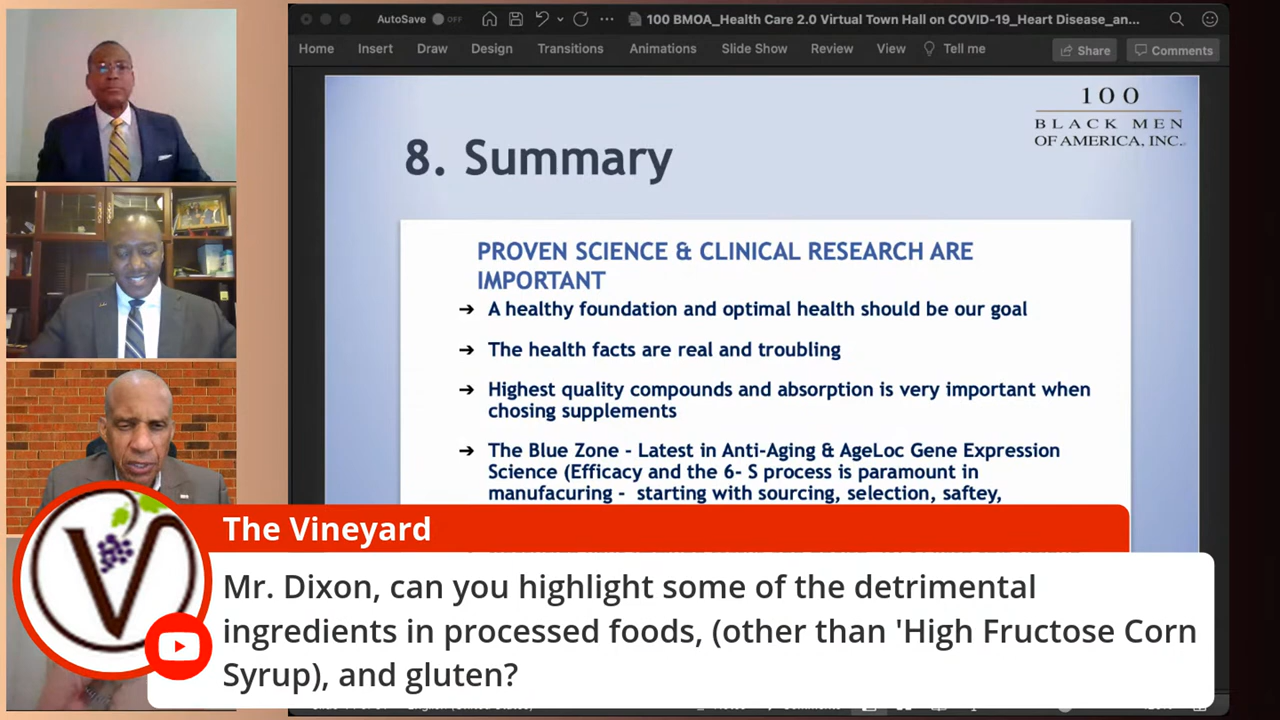 AutoSave OFF
100 BMOA_Health Care 2.0 Virtual Town Hall on COVID-19_Heart Disease_an...
Home Insert Draw Design Transitions Animations Slide Show Review View Tell me Share Comments
100
BLACK MEN
OF AMERICA, INC.
8. Summary
PROVEN SCIENCE & CLINICAL RESEARCH ARE
IMPORTANT
➔ A healthy foundation and optimal health should be our goal
➔ The health facts are real and troubling
➔ Highest quality compounds and absorption is very important when
chosing supplements
➔ The Blue Zone - Latest in Anti-Aging & AgeLoc Gene Expression
Science (Efficacy and the 6- S process is paramount in
manufacuring - starting with sourcing, selection, saftey,
The Vineyard
V
Mr. Dixon, can you highlight some of the detrimental
ingredients in processed foods, (other than 'High Fructose Corn
Syrup), and gluten?